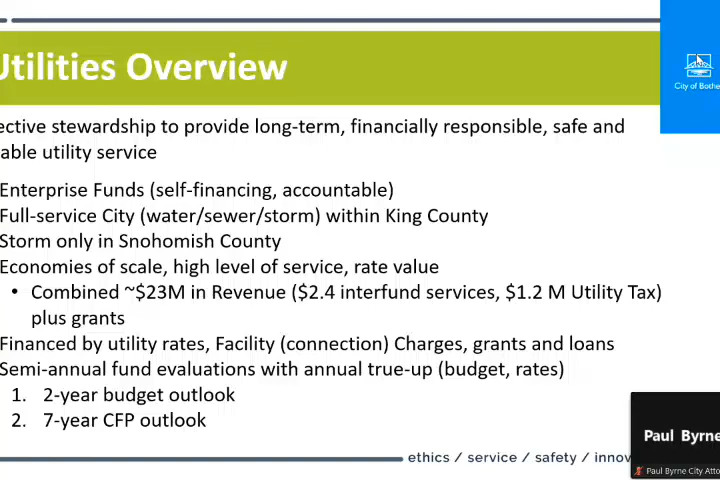 Utilities Overview
City of Bothe
ective stewardship to provide long-term, financially responsible, safe and
able utility service
Enterprise Funds (self-financing, accountable)
Full-service City (water/sewer/storm) within King County
Storm only in Snohomish County
Economies of scale, high level of service, rate value
• Combined ~$23M in Revenue ($2.4 interfund services, $1.2 M Utility Tax)
plus grants
Financed by utility rates, Facility (connection) Charges, grants and loans
Semi-annual fund evaluations with annual true-up (budget, rates)
1. 2-year budget outlook
2. 7-year CFP outlook
ethics / service / safety / innov
Paul Byrne
Paul Byrne City Atto